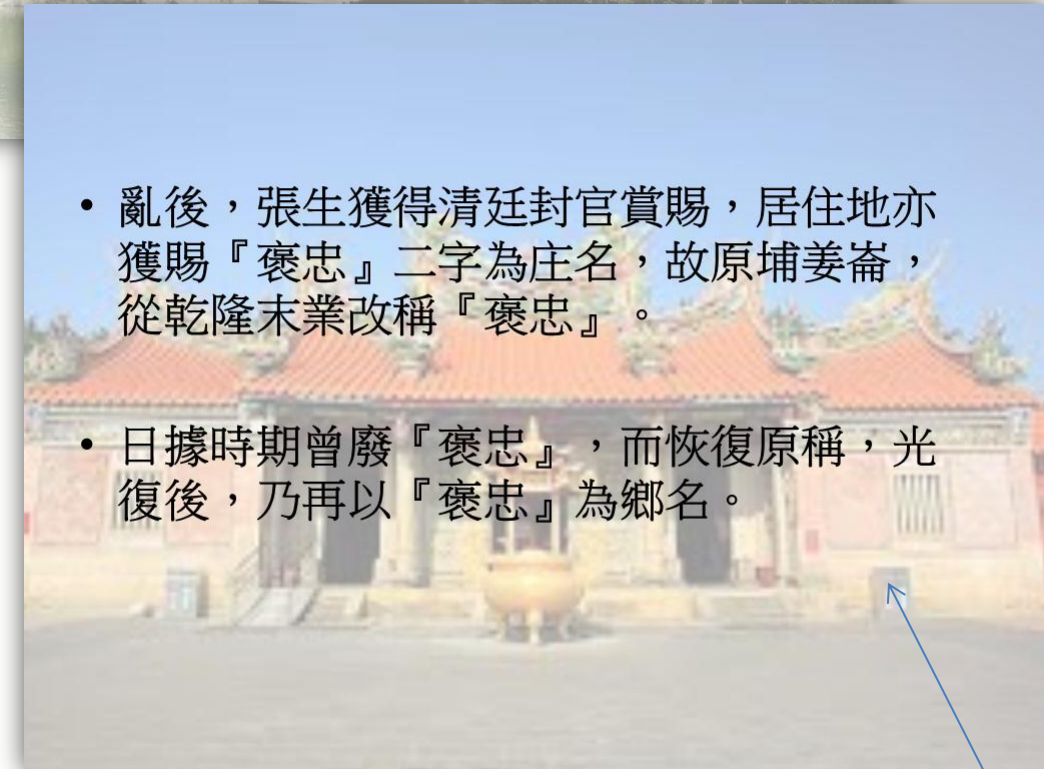 • 亂後，張生獲得清廷封官賞賜，居住地亦
獲賜『褒忠』二字為庄名，故原埔姜崙，
從乾隆末業改稱『褒忠』。
• 日據時期曾廢『褒忠』，而恢復原稱，光
復後，乃再以『褒忠』為鄉名。